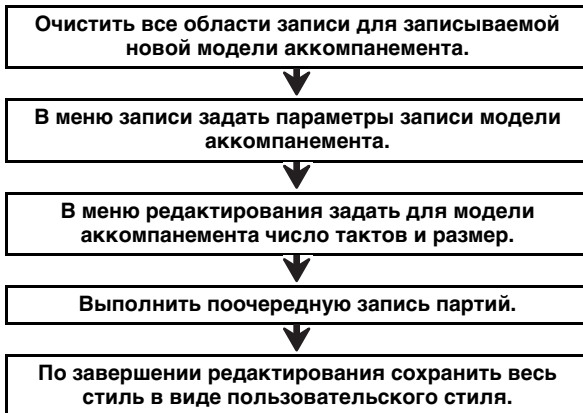 Очистить все области записи для записываемой
новой модели аккомпанемента.
В меню записи задать параметры записи модели
аккомпанемента.
В меню редактирования задать для модели
аккомпанемента число тактов и размер.
Выполнить поочередную запись партий.
По завершении редактирования сохранить весь
стиль в виде пользовательского стиля.